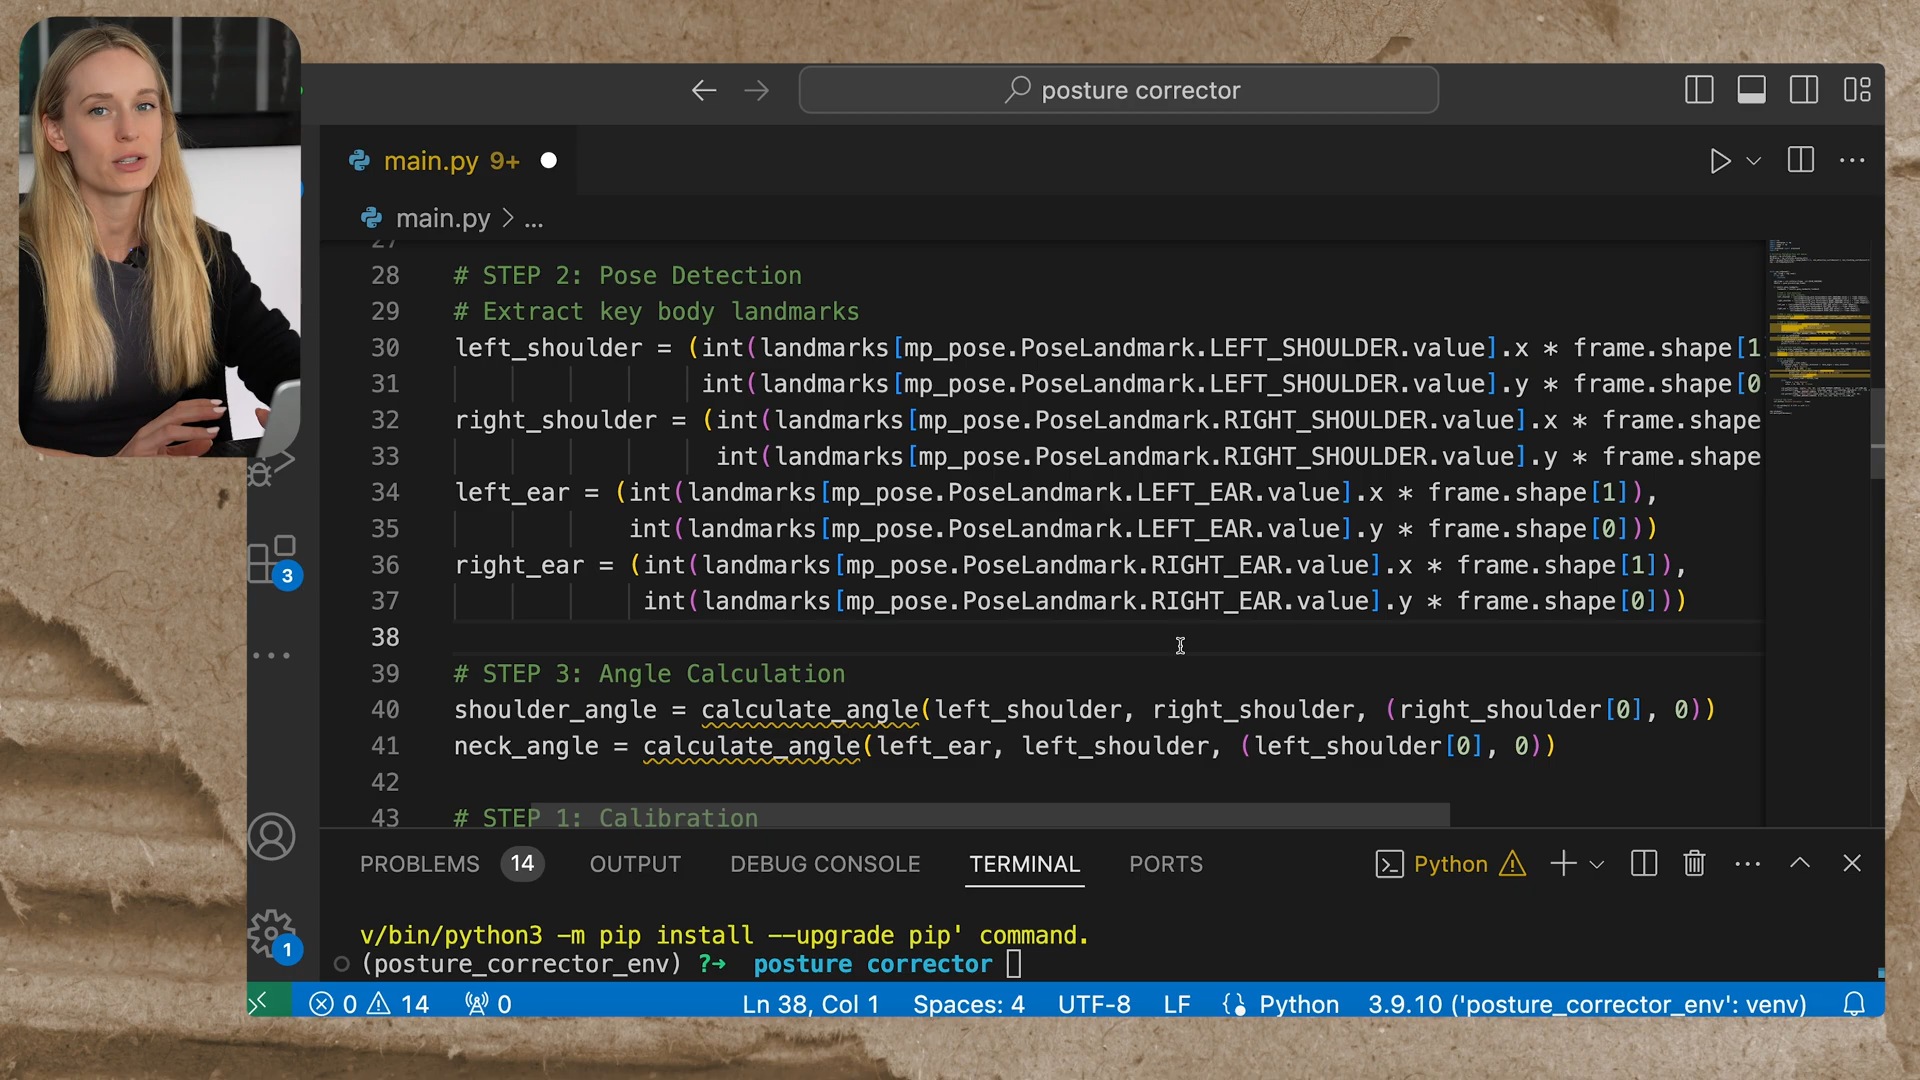 posture corrector
main.py 9+
main.py > ...
27
28 # STEP 2: Pose Detection
29 # Extract key body landmarks
30 left_shoulder = (int(landmarks[mp_pose.PoseLandmark.LEFT_SHOULDER.value].x * frame.shape[1
31 int(landmarks[mp_pose.PoseLandmark.LEFT_SHOULDER.value].y * frame.shape[0
32 right_shoulder = (int(landmarks[mp_pose.PoseLandmark.RIGHT_SHOULDER.value].x * frame.shape
33 int(landmarks[mp_pose.PoseLandmark.RIGHT_SHOULDER.value].y * frame.shape
34 left_ear = (int(landmarks[mp_pose.PoseLandmark.LEFT_EAR.value].x * frame.shape[1]),
35 int(landmarks[mp_pose.PoseLandmark.LEFT_EAR.value].y * frame.shape[0]))
36 right_ear = (int(landmarks[mp_pose.PoseLandmark.RIGHT_EAR.value].x * frame.shape[1]),
37 int(landmarks[mp_pose.PoseLandmark.RIGHT_EAR.value].y * frame.shape[0]))
38
39 # STEP 3: Angle Calculation
40 shoulder_angle = calculate_angle(left_shoulder, right_shoulder, (right_shoulder[0], 0))
41 neck_angle = calculate_angle(left_ear, left_shoulder, (left_shoulder[0], 0))
42
43 # STEP 1: Calibration
3
1
PROBLEMS 14 OUTPUT DEBUG CONSOLE TERMINAL PORTS Python
v/bin/python3 -m pip install --upgrade pip' command.
(posture_corrector_env) ?→ posture corrector
0 14 0 Ln 38, Col 1 Spaces: 4 UTF-8 LF Python 3.9.10 ('posture_corrector_env': venv)